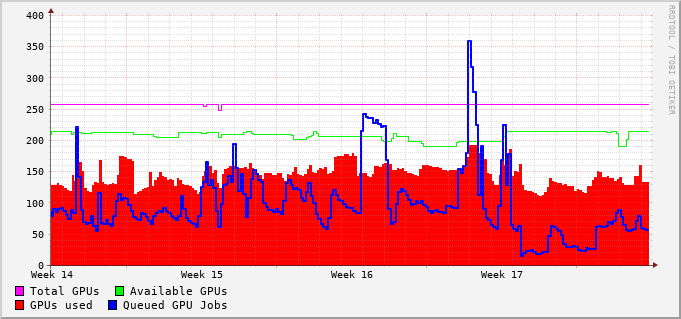 400
350
300
250
200
150
100
50
0
Week 14 Week 15 Week 16 Week 17
Total GPUs Available GPUs
GPUs used Queued GPU Jobs
RRDTOOL / TOBI OETIKER